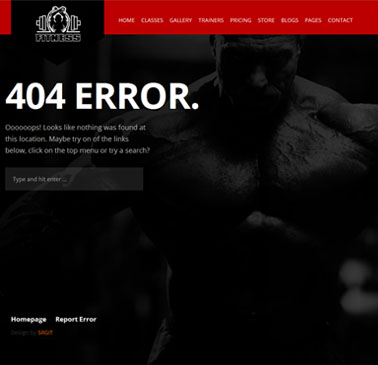 FITNESS
HOME CLASSES GALLERY TRAINERS PRICING STORE BLOGS PAGES CONTACT
404 ERROR.
Oooooops! Looks like nothing was found at
this location. Maybe try on of the links
below, click on the top menu or try a search?
Type and hit enter ...
Homepage Report Error
Design by SRGIT